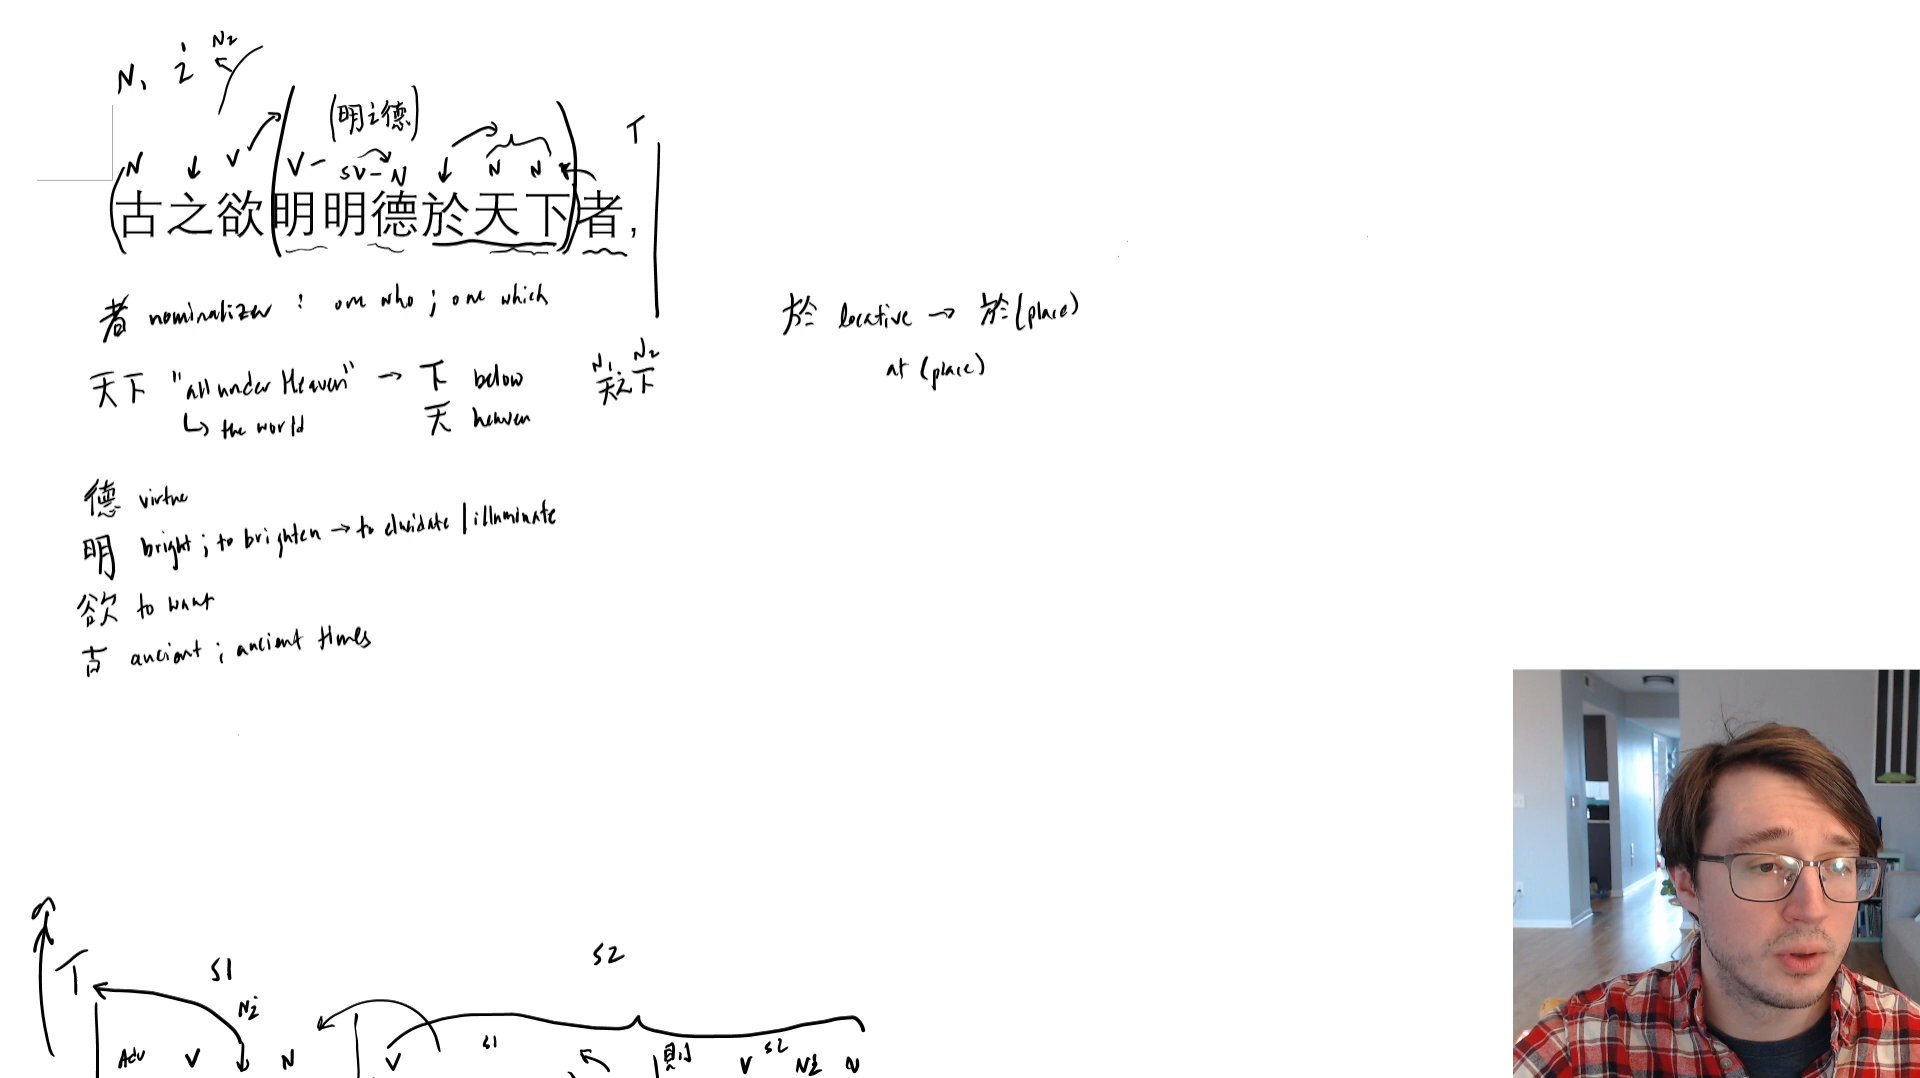 N₁ 之 N₂
(明之德) T
N V V - SV - N N N
古之欲明明德於天下者,
者 nominalizer : one who ; one which
於 locative → 於(place)
at (place)
天下 "all under Heaven" → 下 below
↳ the world
天 heaven
N₁ N₂
天之下
德 virtue
明 bright ; to brighten → to elucidate / illuminate
欲 to want
古 ancient ; ancient times
T S1 S2
Adv V N V S1 則 V S2 N